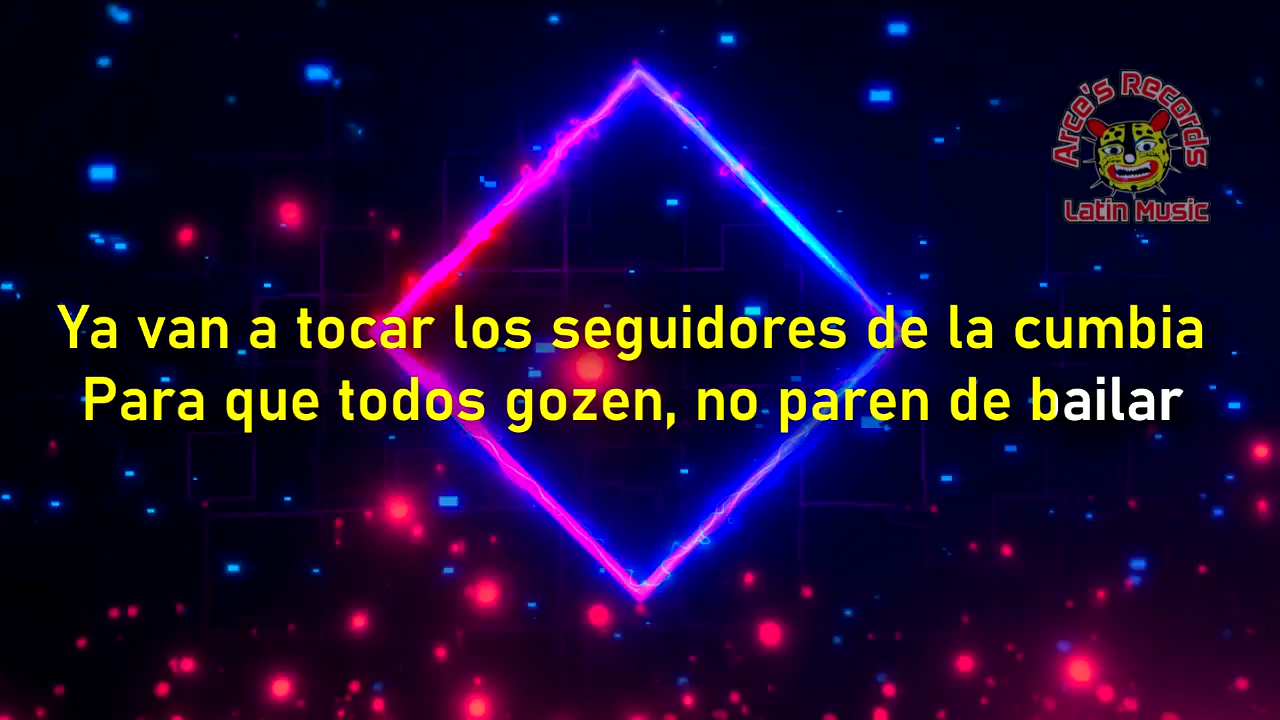 Arce's Records
Latin Music
Ya van a tocar los seguidores de la cumbia
Para que todos gozen, no paren de bailar